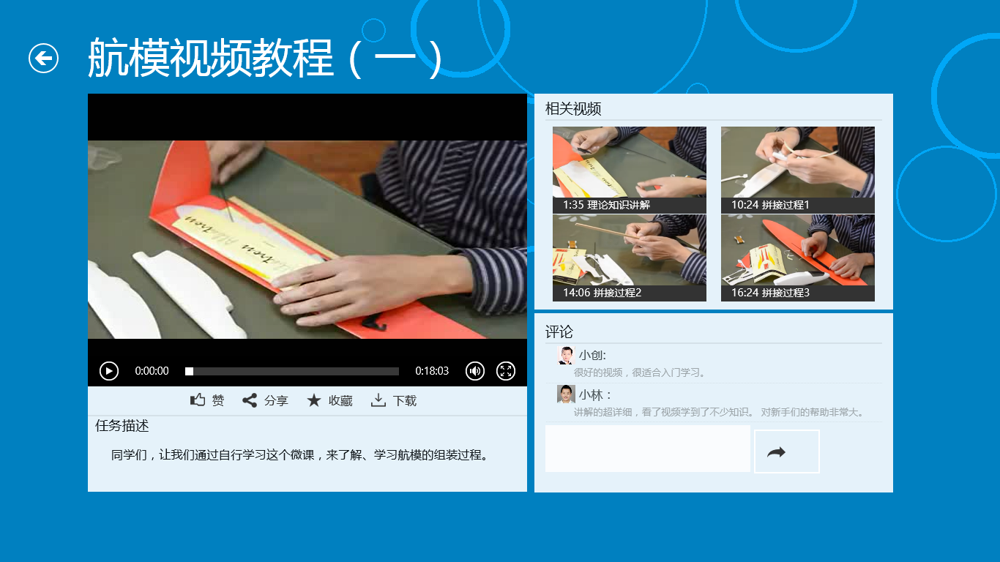 航模视频教程（一）
0:00:00
0:18:03
赞 分享 收藏 下载
任务描述
同学们，让我们通过自行学习这个微课，来了解、学习航模的组装过程。
相关视频
1:35 理论知识讲解
10:24 拼接过程1
14:06 拼接过程2
16:24 拼接过程3
评论
小创:
很好的视频，很适合入门学习。
小林：
讲解的超详细，看了视频学到了不少知识。 对新手们的帮助非常大。